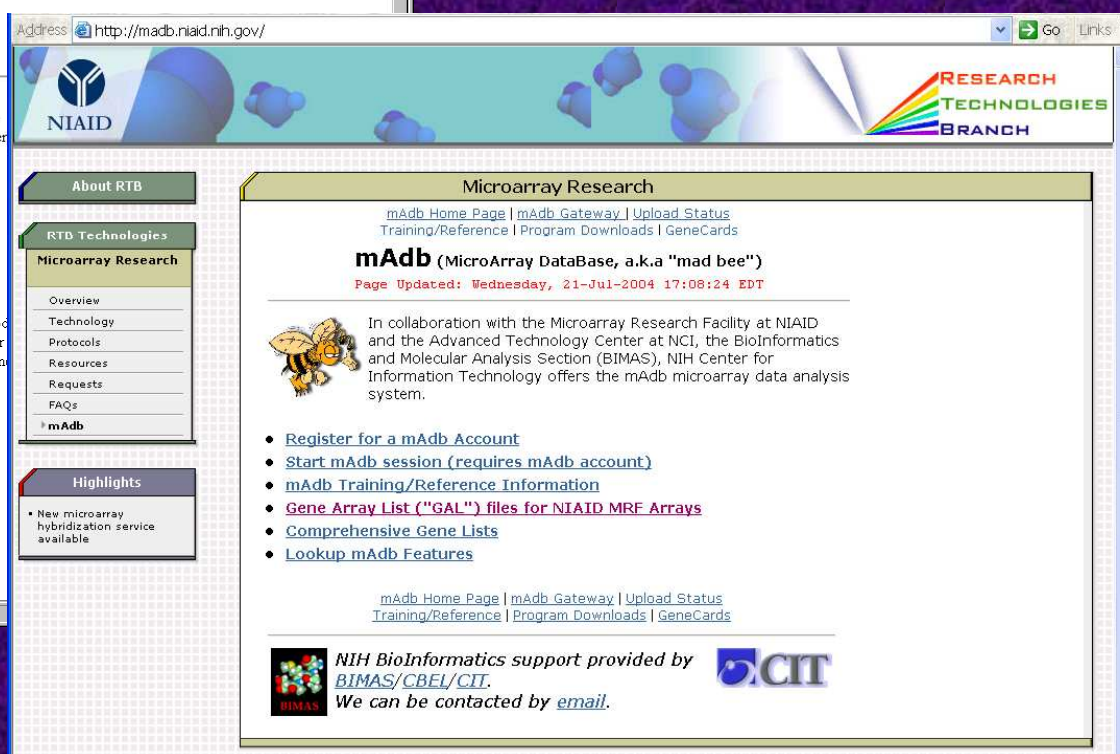 Address http://madb.niaid.nih.gov/ Go Links
NIAID
RESEARCH
TECHNOLOGIES
BRANCH
About RTB
RTB Technologies
Microarray Research
Overview
Technology
Protocols
Resources
Requests
FAQs
mAdb
Highlights
• New microarray
hybridization service
available
Microarray Research
mAdb Home Page | mAdb Gateway | Upload Status
Training/Reference | Program Downloads | GeneCards
mAdb (MicroArray DataBase, a.k.a "mad bee")
Page Updated: Wednesday, 21-Jul-2004 17:08:24 EDT
In collaboration with the Microarray Research Facility at NIAID
and the Advanced Technology Center at NCI, the BioInformatics
and Molecular Analysis Section (BIMAS), NIH Center for
Information Technology offers the mAdb microarray data analysis
system.
• Register for a mAdb Account
• Start mAdb session (requires mAdb account)
• mAdb Training/Reference Information
• Gene Array List ("GAL") files for NIAID MRF Arrays
• Comprehensive Gene Lists
• Lookup mAdb Features
mAdb Home Page | mAdb Gateway | Upload Status
Training/Reference | Program Downloads | GeneCards
BIMAS
NIH BioInformatics support provided by
BIMAS/CBEL/CIT.
We can be contacted by email.
CIT